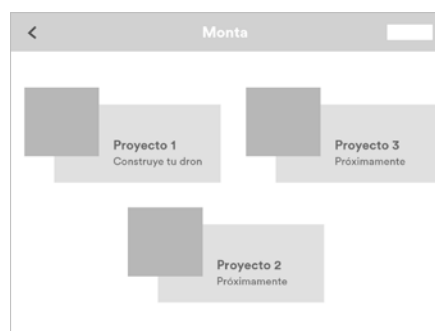 Monta
Proyecto 1
Construye tu dron
Proyecto 3
Próximamente
Proyecto 2
Próximamente